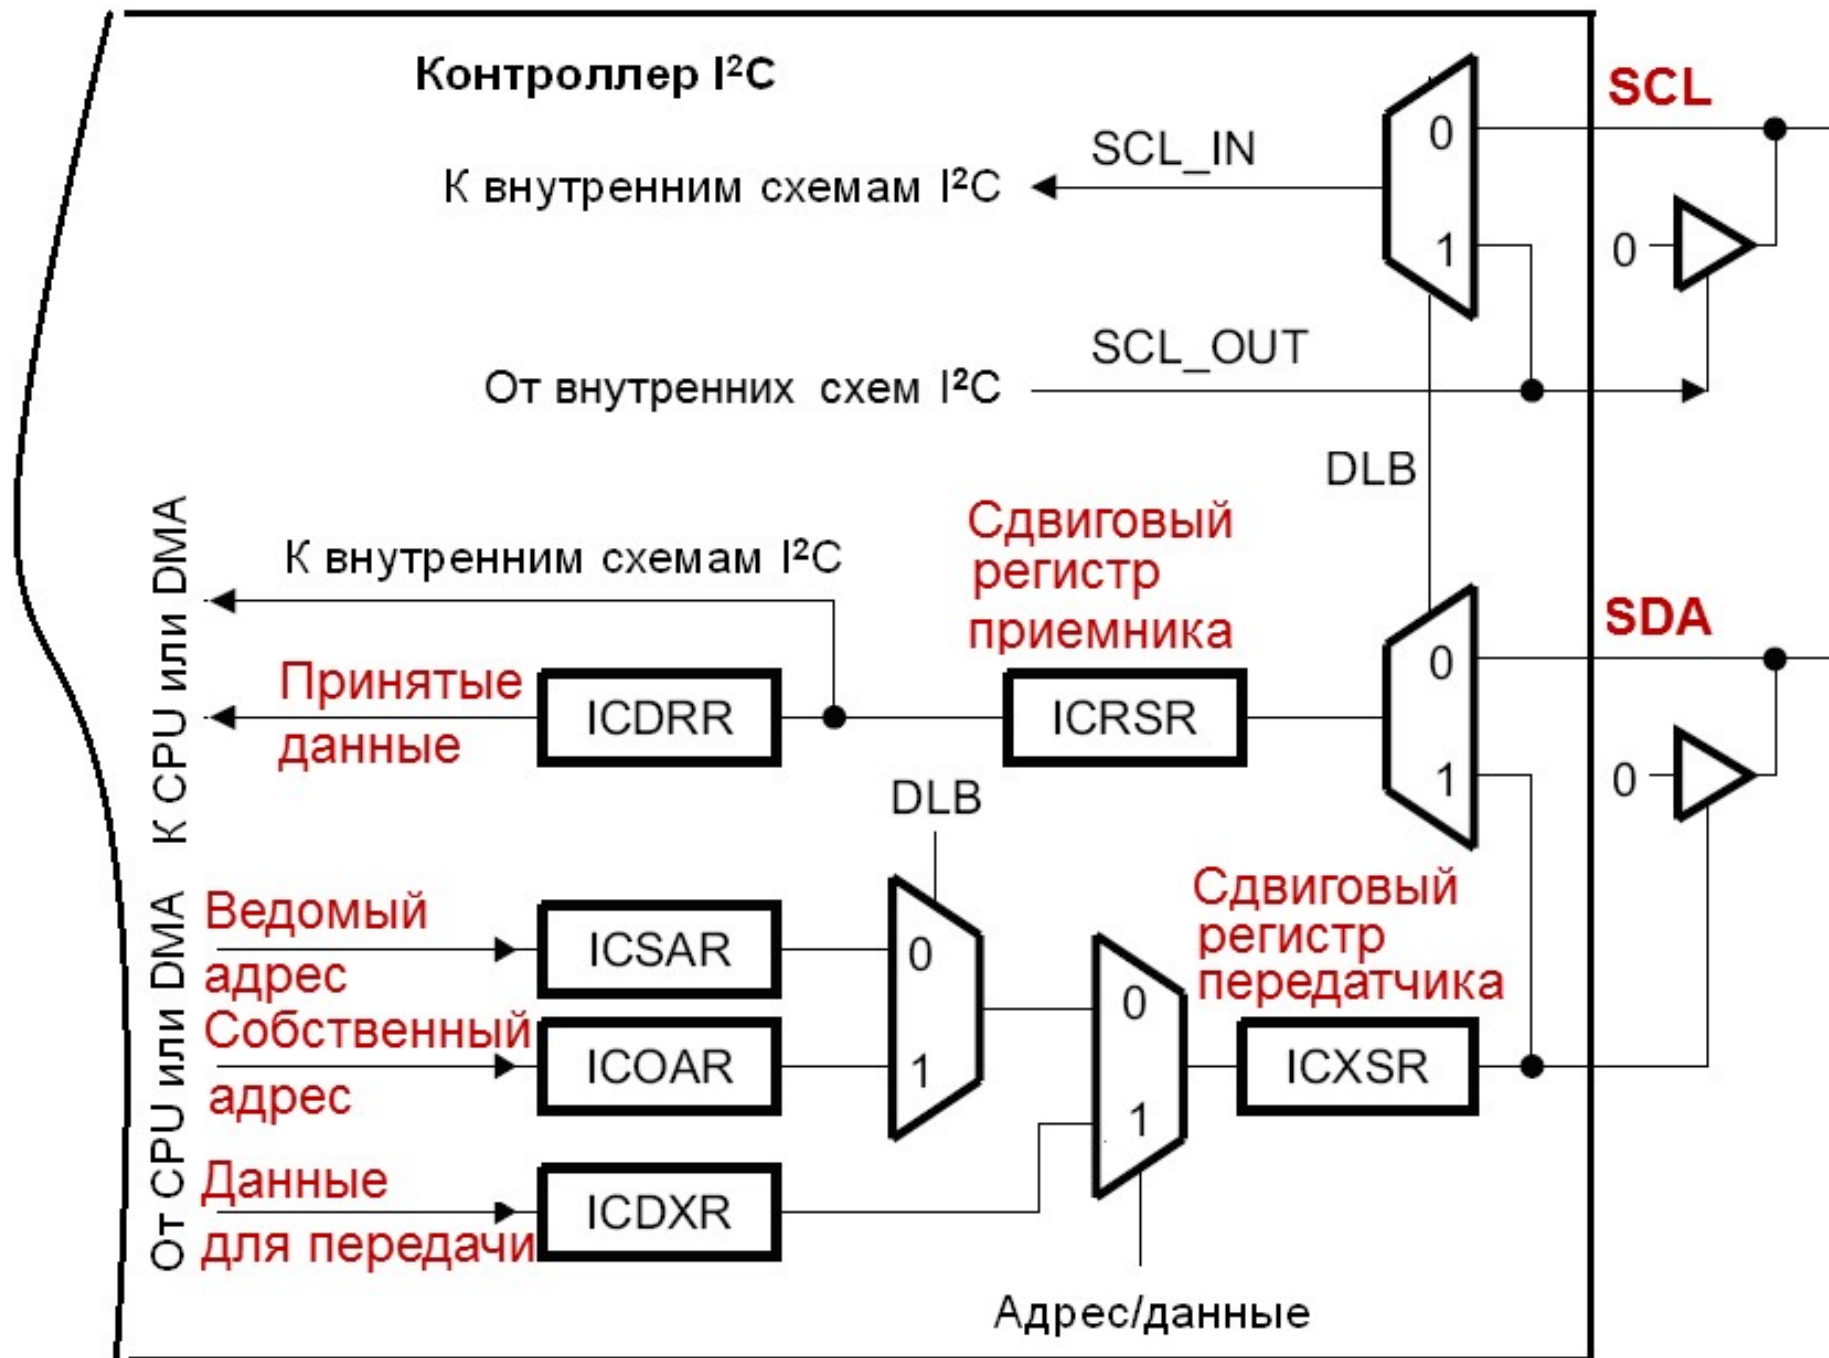 Контроллер I²C
SCL
0
SCL_IN
К внутренним схемам I²C
1
0
SCL_OUT
От внутренних схем I²C
DLB
К CPU или DMA
К внутренним схемам I²C
Сдвиговый
регистр
приемника
SDA
0
Принятые
данные
ICDRR
ICRSR
1
0
DLB
От CPU или DMA
Ведомый
адрес
ICSAR
0
Сдвиговый
регистр
передатчика
0
Собственный
адрес
ICOAR
1
ICXSR
1
Данные
для передачи
ICDXR
Адрес/данные